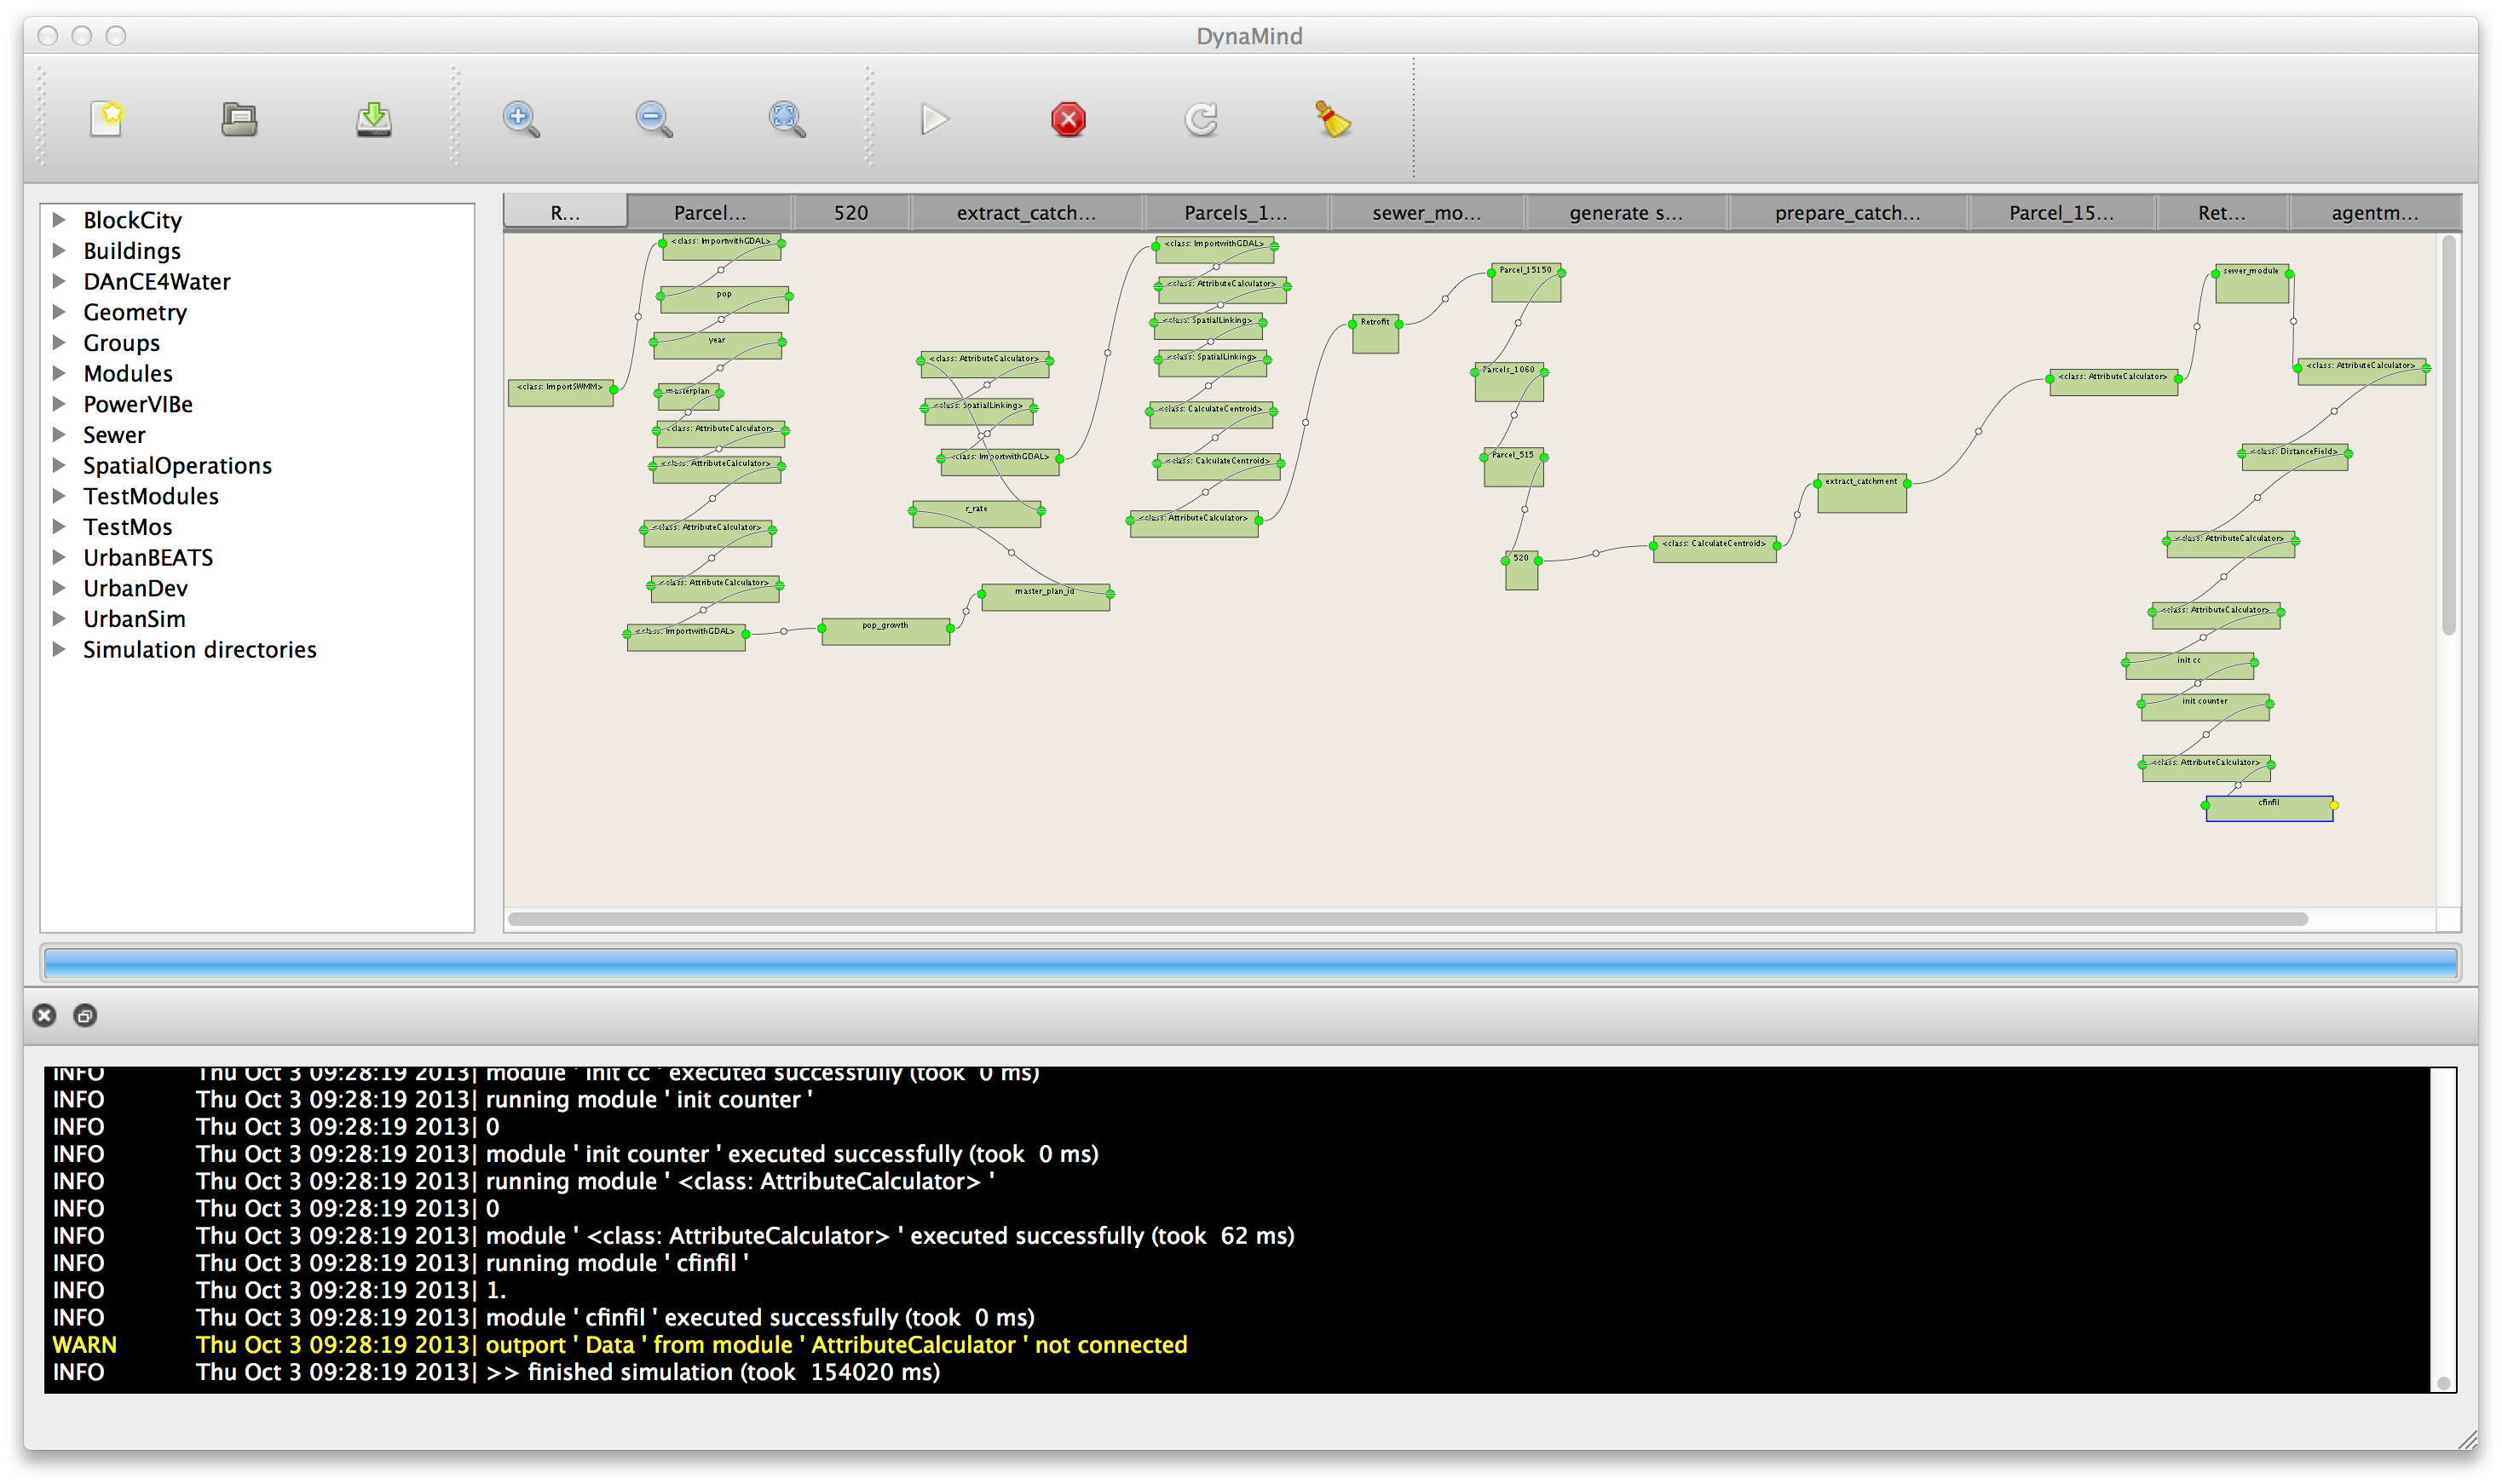 DynaMind
R...
Parcel...
520
extract_catch...
Parcels_1...
sewer_mo...
generate s...
prepare_catch...
Parcel_15...
Ret...
agentm...
BlockCity
Buildings
DAnCE4Water
Geometry
Groups
Modules
PowerVIBe
Sewer
SpatialOperations
TestModules
TestMos
UrbanBEATS
UrbanDev
UrbanSim
Simulation directories
<class: ImportSWMM>
<class: ImportwithGDAL>
pop
year
masterplan
<class: AttributeCalculator>
<class: AttributeCalculator>
<class: AttributeCalculator>
<class: AttributeCalculator>
<class: ImportwithGDAL>
pop_growth
master_plan_id
r_rate
<class: AttributeCalculator>
<class: SpatialLinking>
<class: ImportwithGDAL>
<class: ImportwithGDAL>
<class: AttributeCalculator>
<class: SpatialLinking>
<class: SpatialLinking>
<class: CalculateCentroid>
<class: CalculateCentroid>
<class: AttributeCalculator>
Retrofit
Parcel_15150
Parcels_1060
Parcel_515
520
<class: CalculateCentroid>
extract_catchment
<class: AttributeCalculator>
sewer_module
<class: AttributeCalculator>
<class: DistanceField>
<class: AttributeCalculator>
<class: AttributeCalculator>
init cc
init counter
<class: AttributeCalculator>
cfinfil
INFO Thu Oct 3 09:28:19 2013| module ' init cc ' executed successfully (took  0 ms)
INFO Thu Oct 3 09:28:19 2013| running module ' init counter '
INFO Thu Oct 3 09:28:19 2013| 0
INFO Thu Oct 3 09:28:19 2013| module ' init counter ' executed successfully (took  0 ms)
INFO Thu Oct 3 09:28:19 2013| running module ' <class: AttributeCalculator> '
INFO Thu Oct 3 09:28:19 2013| 0
INFO Thu Oct 3 09:28:19 2013| module ' <class: AttributeCalculator> ' executed successfully (took  62 ms)
INFO Thu Oct 3 09:28:19 2013| running module ' cfinfil '
INFO Thu Oct 3 09:28:19 2013| 1.
INFO Thu Oct 3 09:28:19 2013| module ' cfinfil ' executed successfully (took  0 ms)
WARN Thu Oct 3 09:28:19 2013| outport ' Data ' from module ' AttributeCalculator ' not connected
INFO Thu Oct 3 09:28:19 2013| >> finished simulation (took  154020 ms)